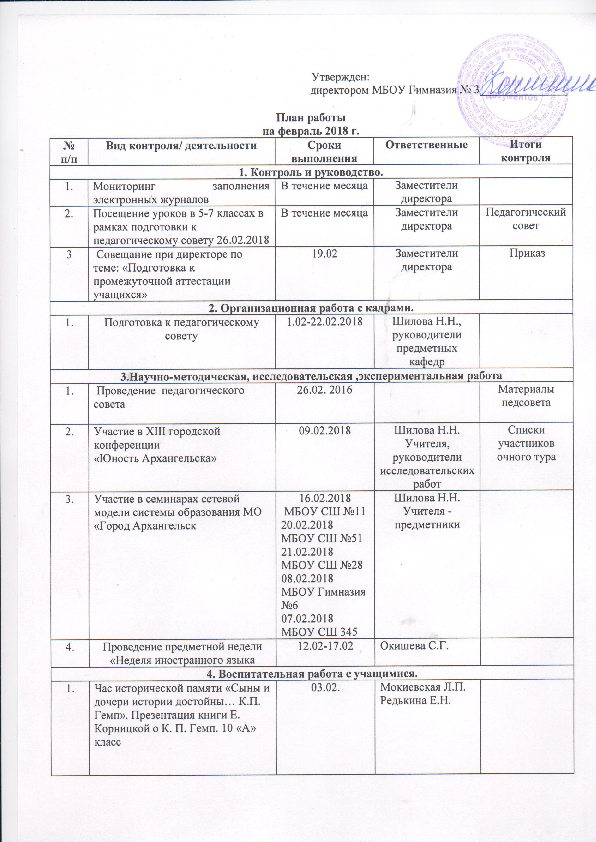 Утвержден:
директором МБОУ Гимназия № 3
План работы
на февраль 2018 г.
№ п/п
Вид контроля/ деятельности
Сроки выполнения
Ответственные
Итоги контроля
1. Контроль и руководство.
1.
Мониторинг заполнения
электронных журналов
В течение месяца
Заместители
директора
2.
Посещение уроков в 5-7 классах в
рамках подготовки к
педагогическому совету 26.02.2018
В течение месяца
Заместители
директора
Педагогический
совет
3
Совещание при директоре по
теме: «Подготовка к
промежуточной аттестации
учащихся»
19.02
Заместители
директора
Приказ
2. Организационная работа с кадрами.
1.
Подготовка к педагогическому
совету
1.02-22.02.2018
Шилова Н.Н.,
руководители
предметных
кафедр
3.Научно-методическая, исследовательская ,экспериментальная работа
1.
Проведение педагогического
совета
26.02. 2016
Материалы
педсовета
2.
Участие в XIII городской
конференции
«Юность Архангельска»
09.02.2018
Шилова Н.Н.
Учителя,
руководители
исследовательских
работ
Списки
участников
очного тура
3.
Участие в семинарах сетевой
модели системы образования МО
«Город Архангельск
16.02.2018
МБОУ СШ №11
20.02.2018
МБОУ СШ №51
21.02.2018
МБОУ СШ №28
08.02.2018
МБОУ Гимназия
№6
07.02.2018
МБОУ СШ 345
Шилова Н.Н.
Учителя -
предметники
4.
Проведение предметной недели
«Неделя иностранного языка
12.02-17.02
Окишева С.Г.
4. Воспитательная работа с учащимися.
1.
Час исторической памяти «Сыны и
дочери истории достойны… К.П.
Гемп». Презентация книги Е.
Корницкой о К. П. Гемп. 10 «А»
класс
03.02.
Мокиевская Л.П.
Редькина Е.Н.